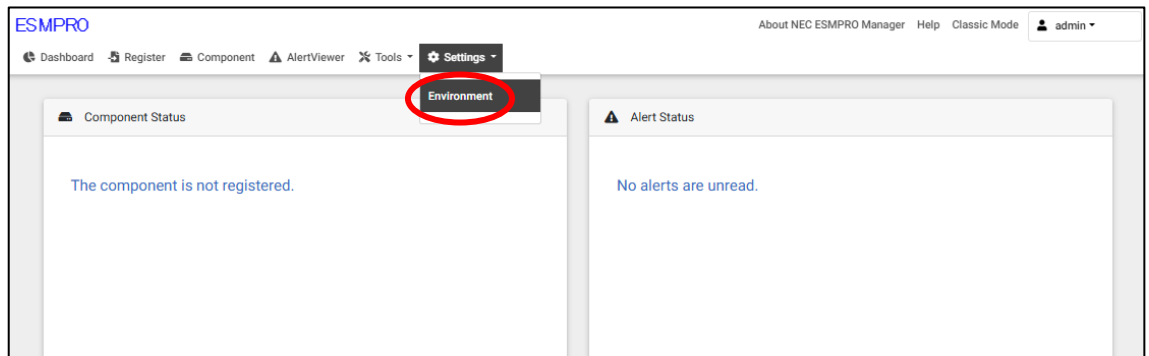 ESMPRO
About NEC ESMPRO Manager Help Classic Mode admin
Dashboard Register Component AlertViewer Tools Settings
Environment
Component Status
Alert Status
The component is not registered.
No alerts are unread.